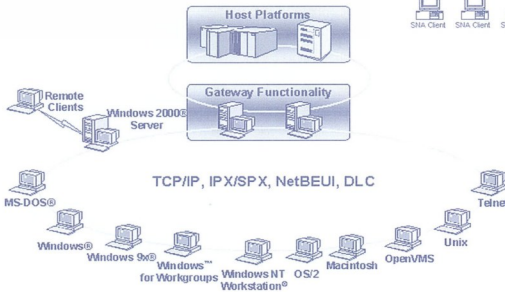 Host Platforms
SNA Client
SNA Client
Gateway Functionality
Remote
Clients
Windows 2000®
Server
TCP/IP, IPX/SPX, NetBEUI, DLC
MS-DOS®
Windows®
Windows 9x®
Windows™
for Workgroups
Windows NT
Workstation®
OS/2
Macintosh
OpenVMS
Unix
Telne